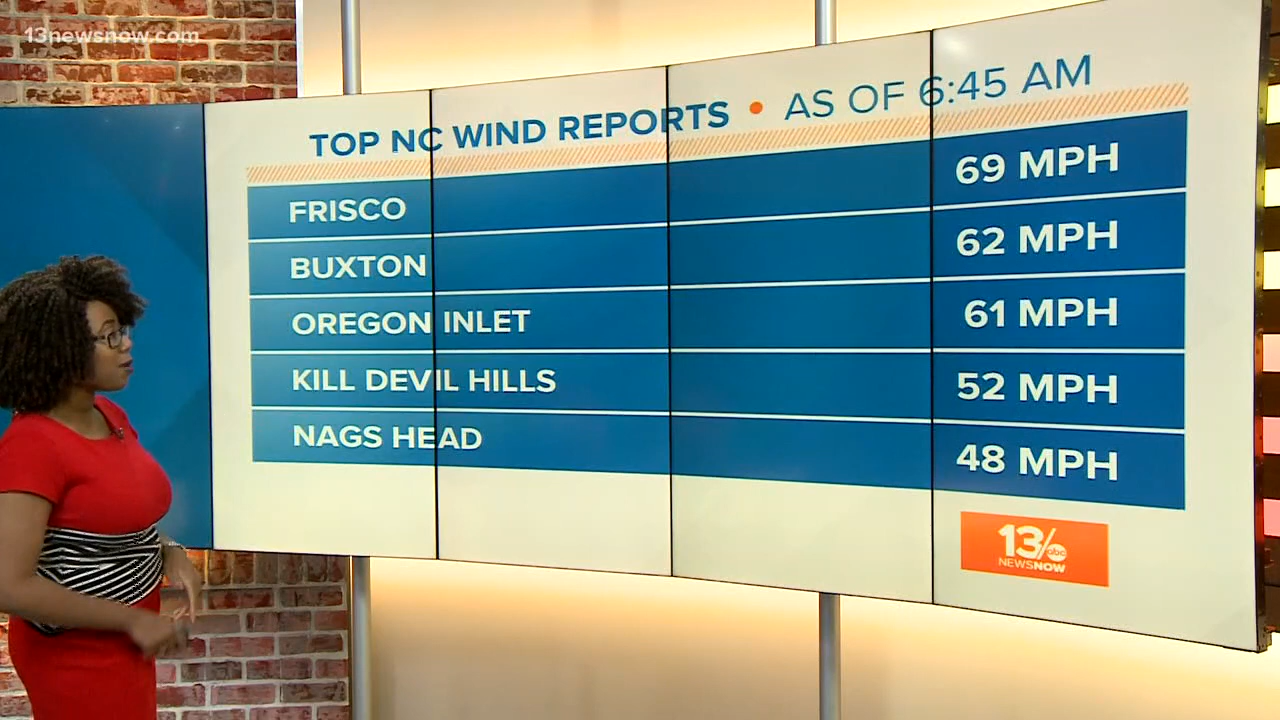 13newsnow.com
TOP NC WIND REPORTS • AS OF 6:45 AM
FRISCO 69 MPH
BUXTON 62 MPH
OREGON INLET 61 MPH
KILL DEVIL HILLS 52 MPH
NAGS HEAD 48 MPH
13 abc
NEWSNOW